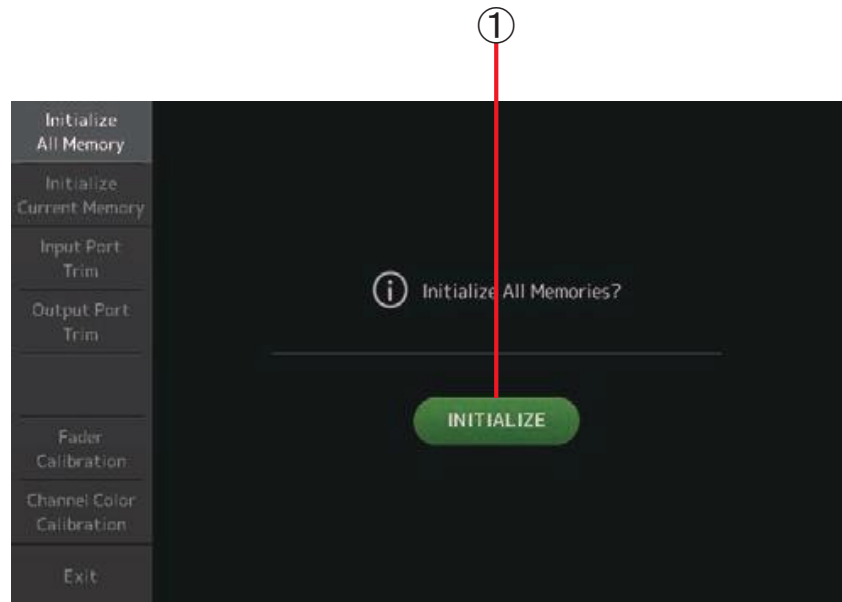 ①
Initialize
All Memory
Initialize
Current Memory
Input Port
Trim
Output Port
Trim
Fader
Calibration
Channel Color
Calibration
Exit
Initialize All Memories?
INITIALIZE